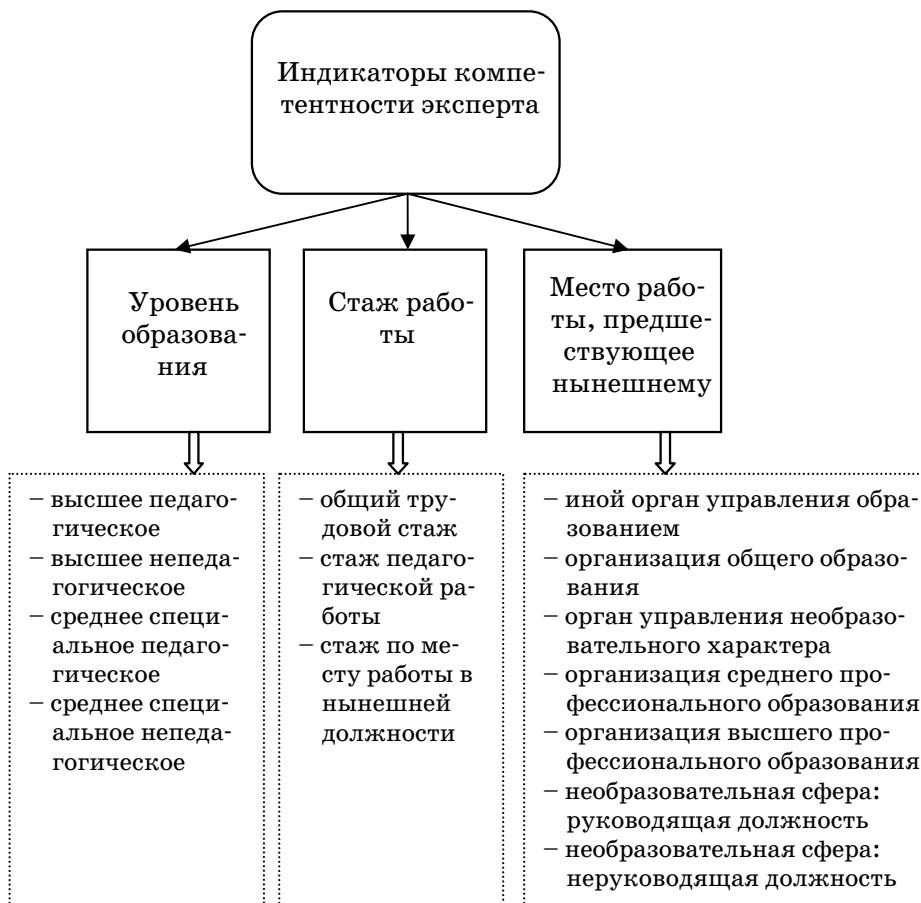 Индикаторы компе-
тентности эксперта
Уровень
образова-
ния
Стаж рабо-
ты
Место рабо-
ты, предше-
ствующее
нынешнему
– высшее педаго-
гическое
– высшее непеда-
гогическое
– среднее специ-
альное педаго-
гическое
– среднее специ-
альное непеда-
гогическое
– общий тру-
довой стаж
– стаж педа-
гогической ра-
боты
– стаж по ме-
сту работы в
нынешней
должности
– иной орган управления обра-
зованием
– организация общего образо-
вания
– орган управления необразо-
вательного характера
– организация среднего про-
фессионального образования
– организация высшего про-
фессионального образования
– необразовательная сфера:
руководящая должность
– необразовательная сфера:
неруководящая должность